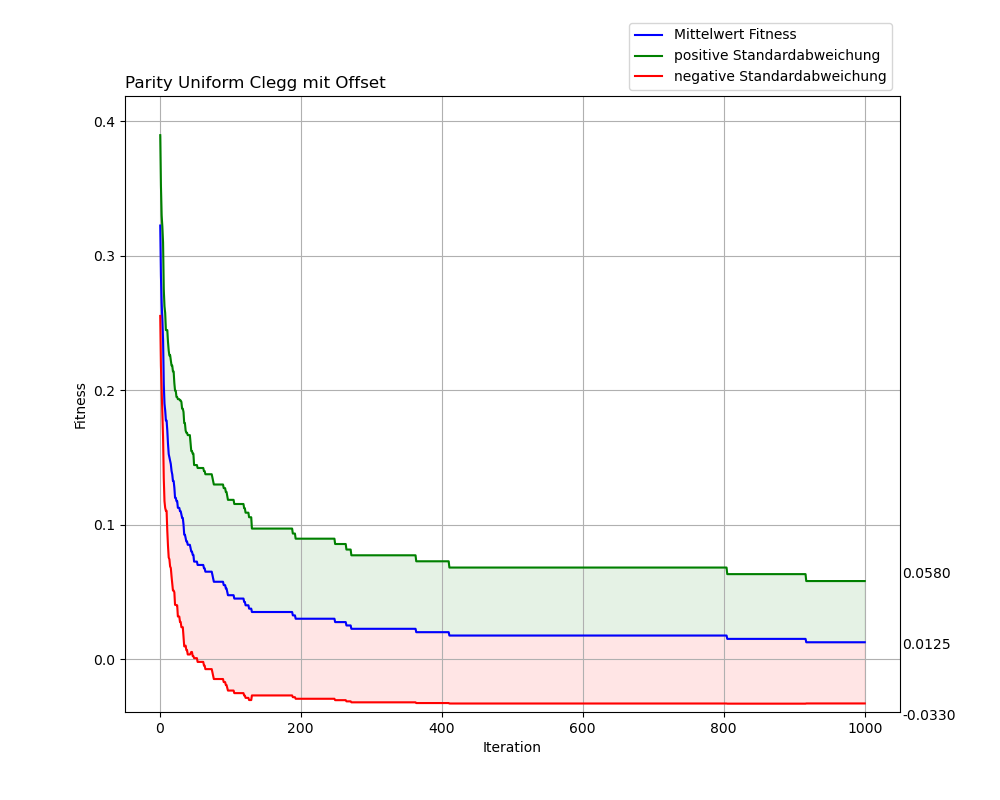 Mittelwert Fitness
positive Standardabweichung
negative Standardabweichung
Parity Uniform Clegg mit Offset
0.4
0.3
0.2
0.1
0.0
Fitness
0.0580
0.0125
-0.0330
0 200 400 600 800 1000
Iteration